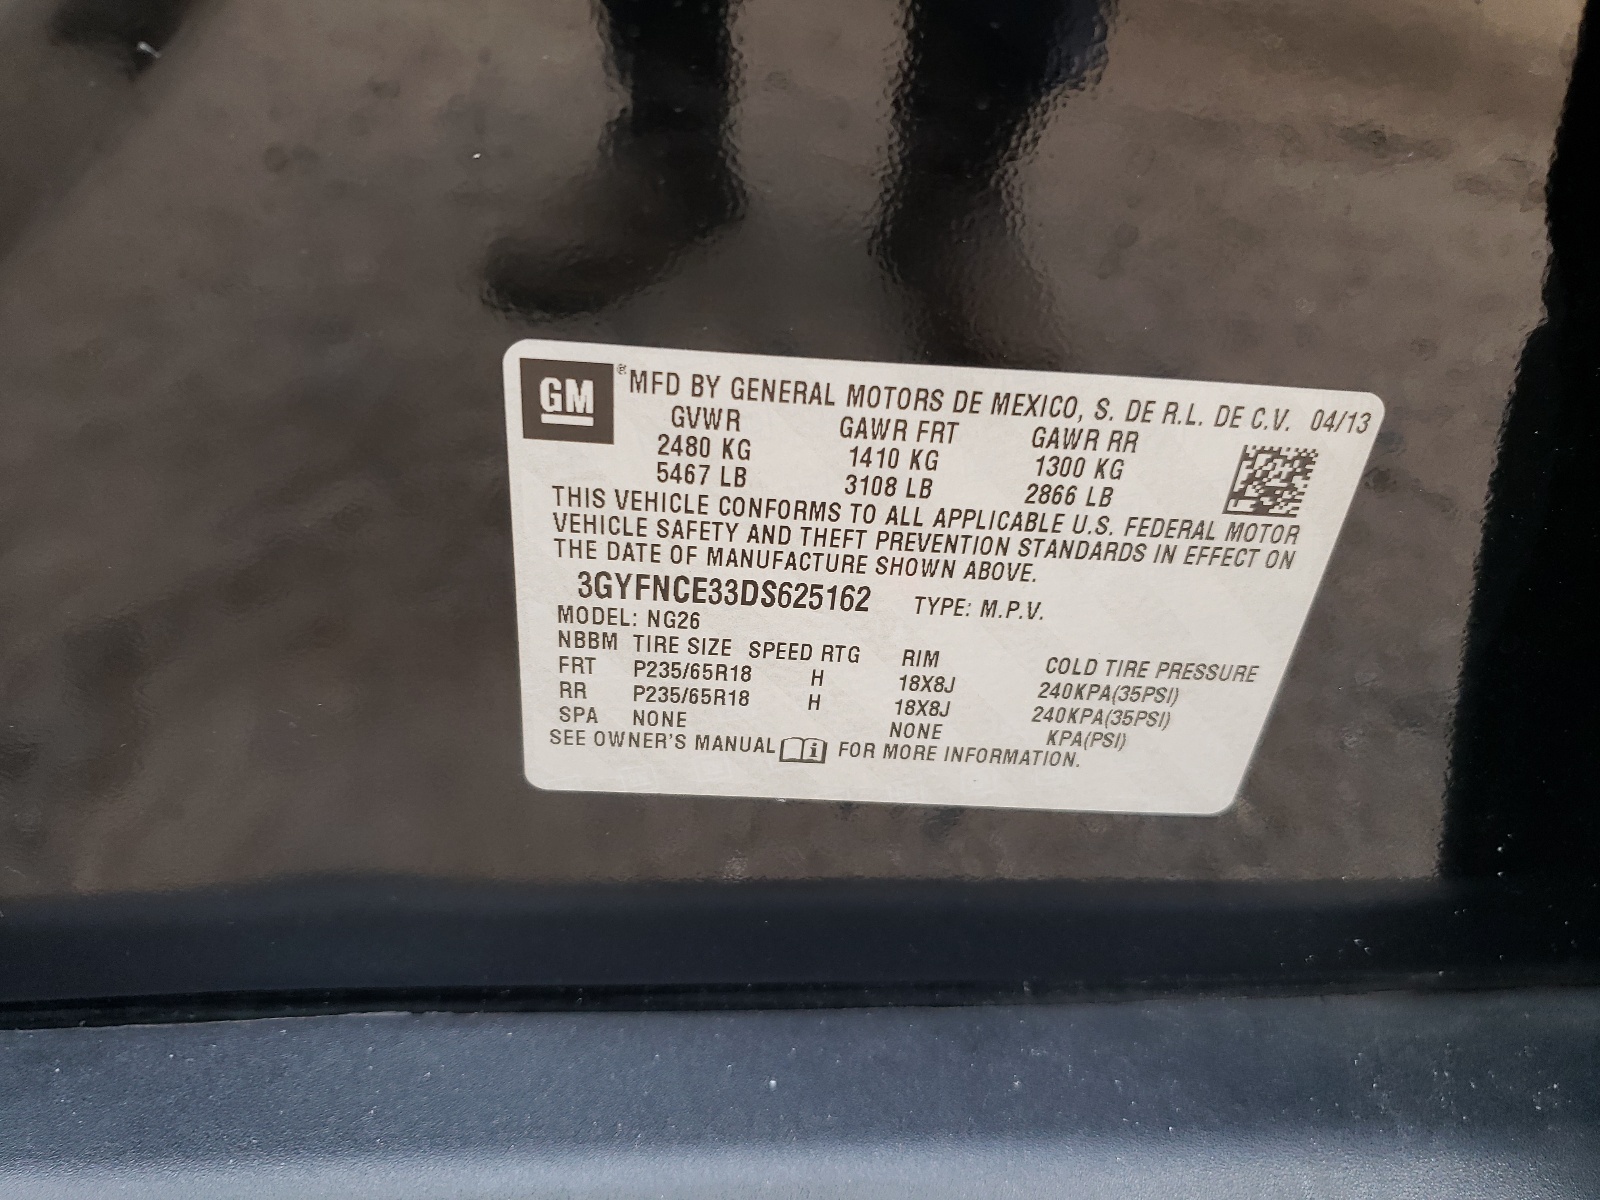 GM ® MFD BY GENERAL MOTORS DE MEXICO, S. DE R.L. DE C.V. 04/13
GVWR GAWR FRT GAWR RR
2480 KG 1410 KG 1300 KG
5467 LB 3108 LB 2866 LB
THIS VEHICLE CONFORMS TO ALL APPLICABLE U.S. FEDERAL MOTOR
VEHICLE SAFETY AND THEFT PREVENTION STANDARDS IN EFFECT ON
THE DATE OF MANUFACTURE SHOWN ABOVE.
3GYFNCE33DS625162 TYPE: M.P.V.
MODEL: NG26
NBBM TIRE SIZE SPEED RTG RIM COLD TIRE PRESSURE
FRT P235/65R18 H 18X8J 240KPA(35PSI)
RR P235/65R18 H 18X8J 240KPA(35PSI)
SPA NONE NONE KPA(PSI)
SEE OWNER'S MANUAL i FOR MORE INFORMATION.